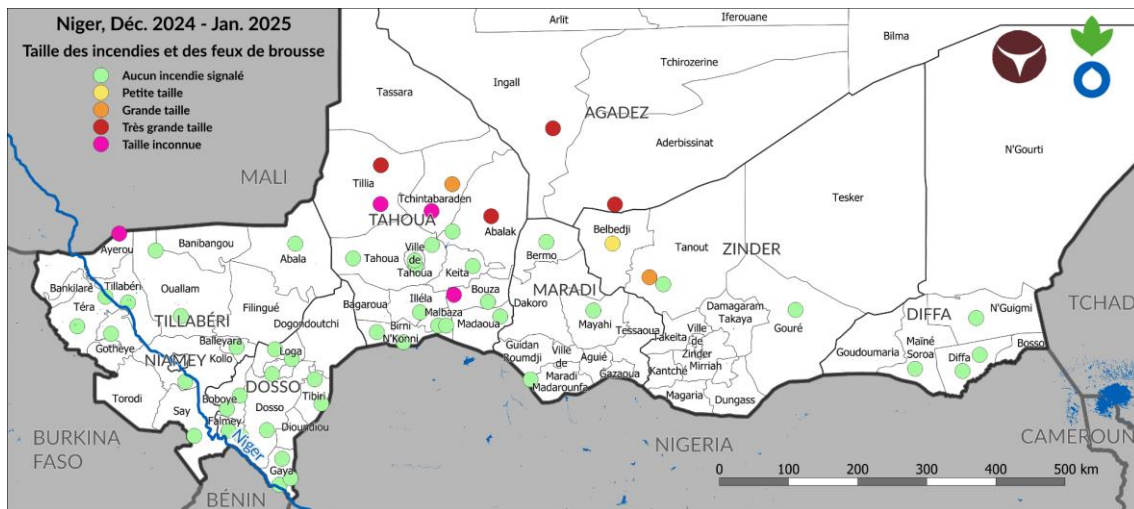 Niger, Déc. 2024 - Jan. 2025
Taille des incendies et des feux de brousse
Aucun incendie signalé
Petite taille
Grande taille
Très grande taille
Taille inconnue
Arlit
Iferouane
Bilma
Tchirozerine
Ingall
Tassara
AGADEZ
Aderbissinat
N'Gourti
MALI
Tillia
Tchintabaraden
Tesker
TAHOUA
Abalak
Belbedji
Tanout
ZINDER
Ayerou
Banibangou
Abala
Tahoua
Ville
de
Tahoua
Keita
Bermo
Bankilaré
Tillabéri
Ouallam
Filingué
Téra
TILLABÉRI
Bagaroua
Illéla
Bouza
Dakoro
MARADI
Damagaram
Takaya
Gouré
DIFFA
N'Guigmi
TCHAD
Dogondoutchi
Birni
N'Konni
Malbaza
Madaoua
Mayahi
Tessaoua
Takeita
Ville
de
Zinder
Mirriah
Goudoumaria
Maïné
Soroa
Diffa
Bosso
Gotheye
Balleyara
NIAMEY
Kollo
Loga
Guidan
Roumdji
Ville
de
Maradi
Madarounfa
Aguié
Gazaoua
Kantché
Magaria
Dungass
Torodi
Say
DOSSO
Boboye
Dosso
Tibiri
Falmey
Dioundiou
Niger
Gaya
BURKINA
FASO
BÉNIN
NIGERIA
CAMEROUN
0 100 200 300 400 500 km